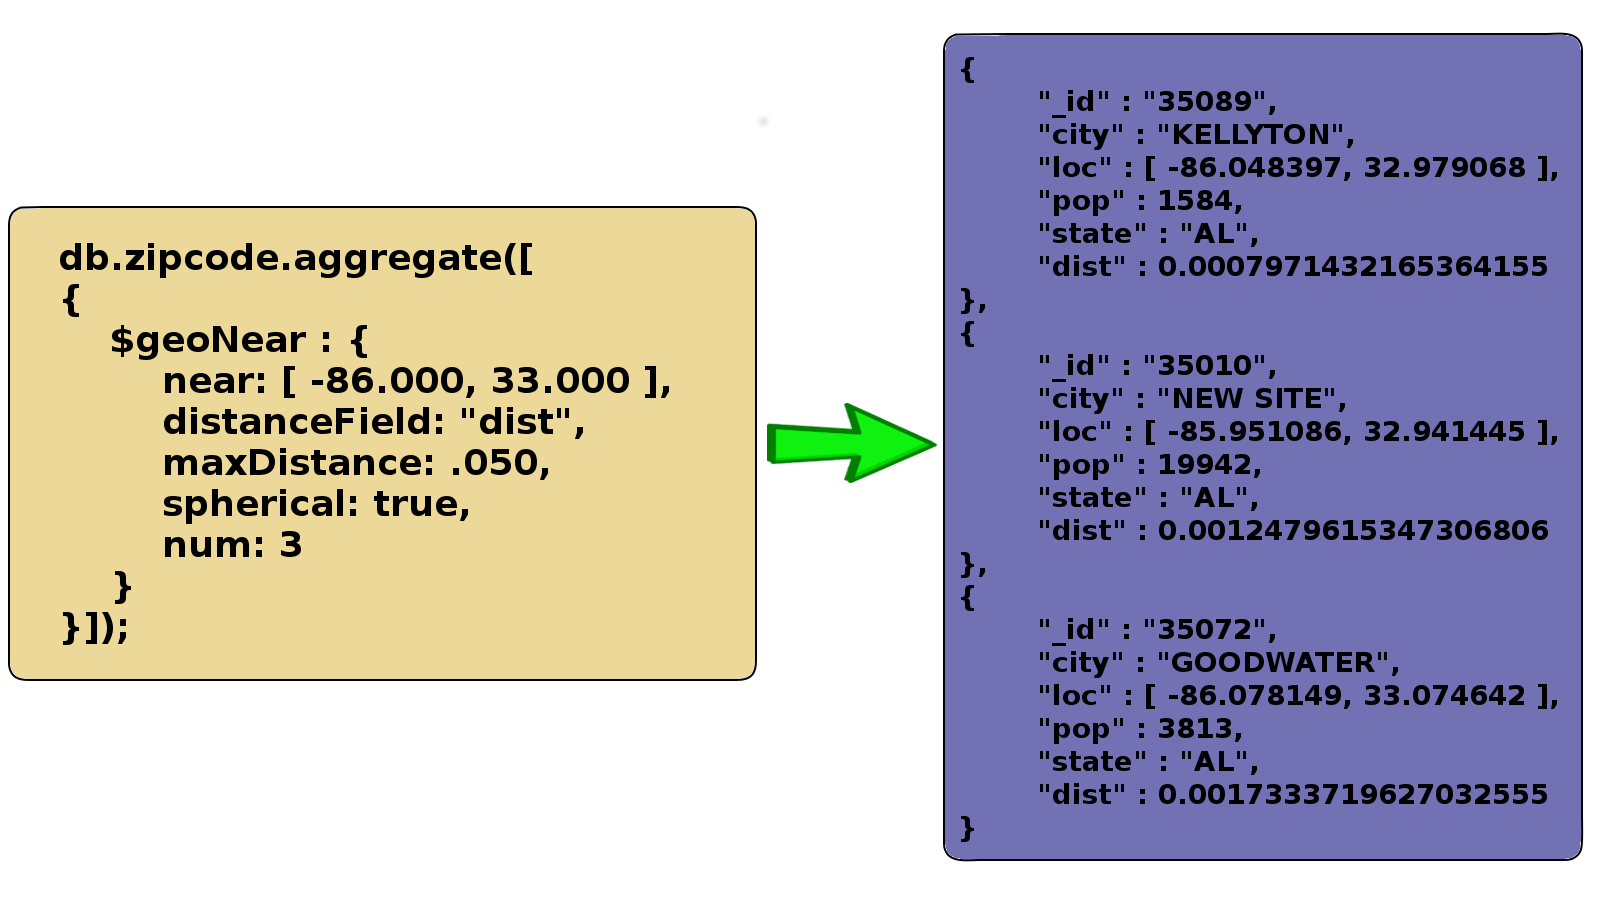 db.zipcode.aggregate([
{
$geoNear : {
near: [ -86.000, 33.000 ],
distanceField: "dist",
maxDistance: .050,
spherical: true,
num: 3
}
}]);
{
"_id" : "35089",
"city" : "KELLYTON",
"loc" : [ -86.048397, 32.979068 ],
"pop" : 1584,
"state" : "AL",
"dist" : 0.0007971432165364155
},
{
"_id" : "35010",
"city" : "NEW SITE",
"loc" : [ -85.951086, 32.941445 ],
"pop" : 19942,
"state" : "AL",
"dist" : 0.0012479615347306806
},
{
"_id" : "35072",
"city" : "GOODWATER",
"loc" : [ -86.078149, 33.074642 ],
"pop" : 3813,
"state" : "AL",
"dist" : 0.0017333719627032555
}